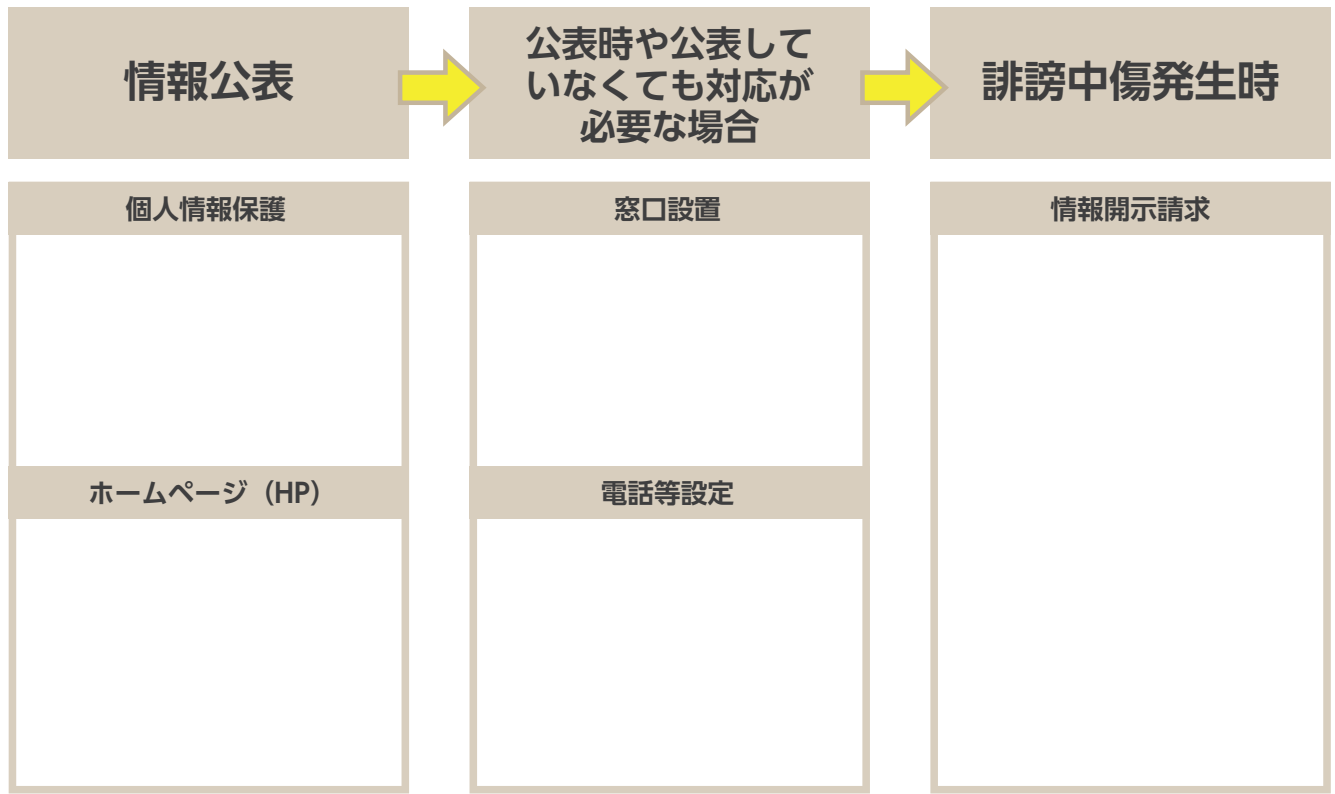 情報公表
公表時や公表して
いなくても対応が
必要な場合
誹謗中傷発生時
個人情報保護
窓口設置
情報開示請求
ホームページ（HP）
電話等設定